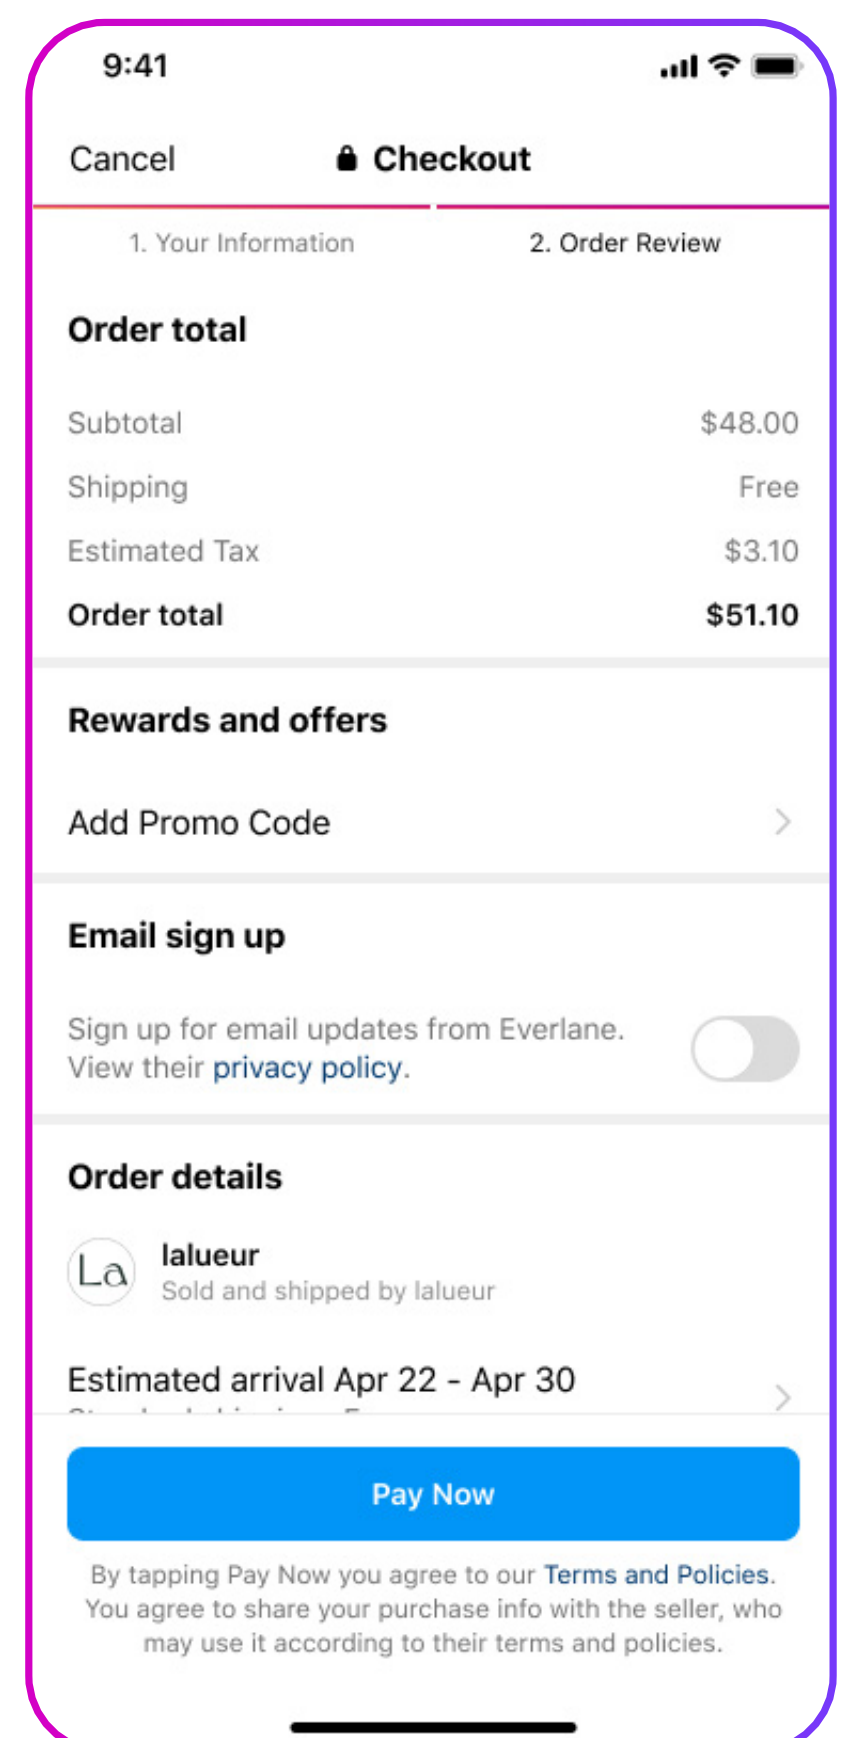 9:41
Cancel
Checkout
1. Your Information
2. Order Review
Order total
Subtotal $48.00
Shipping Free
Estimated Tax $3.10
Order total $51.10
Rewards and offers
Add Promo Code
Email sign up
Sign up for email updates from Everlane.
View their privacy policy.
Order details
La
lalueur
Sold and shipped by lalueur
Estimated arrival Apr 22 - Apr 30
Pay Now
By tapping Pay Now you agree to our Terms and Policies.
You agree to share your purchase info with the seller, who
may use it according to their terms and policies.